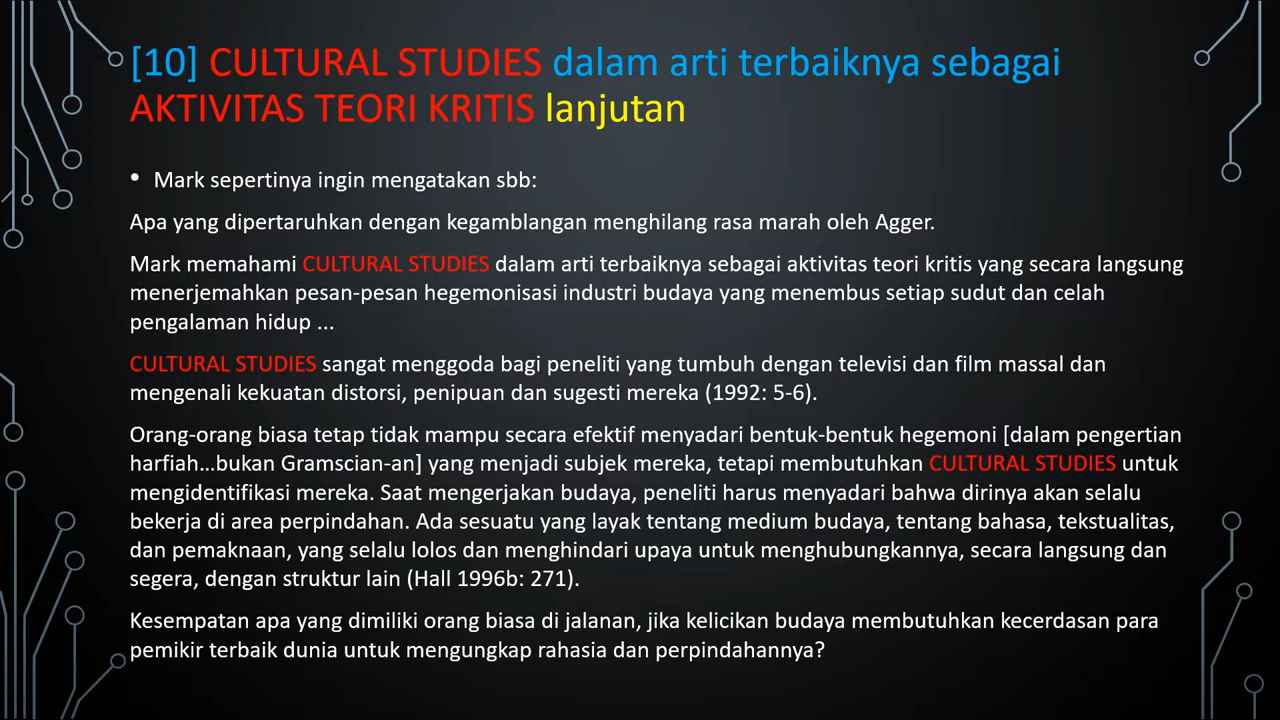 [10] CULTURAL STUDIES dalam arti terbaiknya sebagai
AKTIVITAS TEORI KRITIS lanjutan
• Mark sepertinya ingin mengatakan sbb:
Apa yang dipertaruhkan dengan kegamblangan menghilang rasa marah oleh Agger.
Mark memahami CULTURAL STUDIES dalam arti terbaiknya sebagai aktivitas teori kritis yang secara langsung
menerjemahkan pesan-pesan hegemonisasi industri budaya yang menembus setiap sudut dan celah
pengalaman hidup ...
CULTURAL STUDIES sangat menggoda bagi peneliti yang tumbuh dengan televisi dan film massal dan
mengenali kekuatan distorsi, penipuan dan sugesti mereka (1992: 5-6).
Orang-orang biasa tetap tidak mampu secara efektif menyadari bentuk-bentuk hegemoni [dalam pengertian
harfiah...bukan Gramscian-an] yang menjadi subjek mereka, tetapi membutuhkan CULTURAL STUDIES untuk
mengidentifikasi mereka. Saat mengerjakan budaya, peneliti harus menyadari bahwa dirinya akan selalu
bekerja di area perpindahan. Ada sesuatu yang layak tentang medium budaya, tentang bahasa, tekstualitas,
dan pemaknaan, yang selalu lolos dan menghindari upaya untuk menghubungkannya, secara langsung dan
segera, dengan struktur lain (Hall 1996b: 271).
Kesempatan apa yang dimiliki orang biasa di jalanan, jika kelicikan budaya membutuhkan kecerdasan para
pemikir terbaik dunia untuk mengungkap rahasia dan perpindahannya?